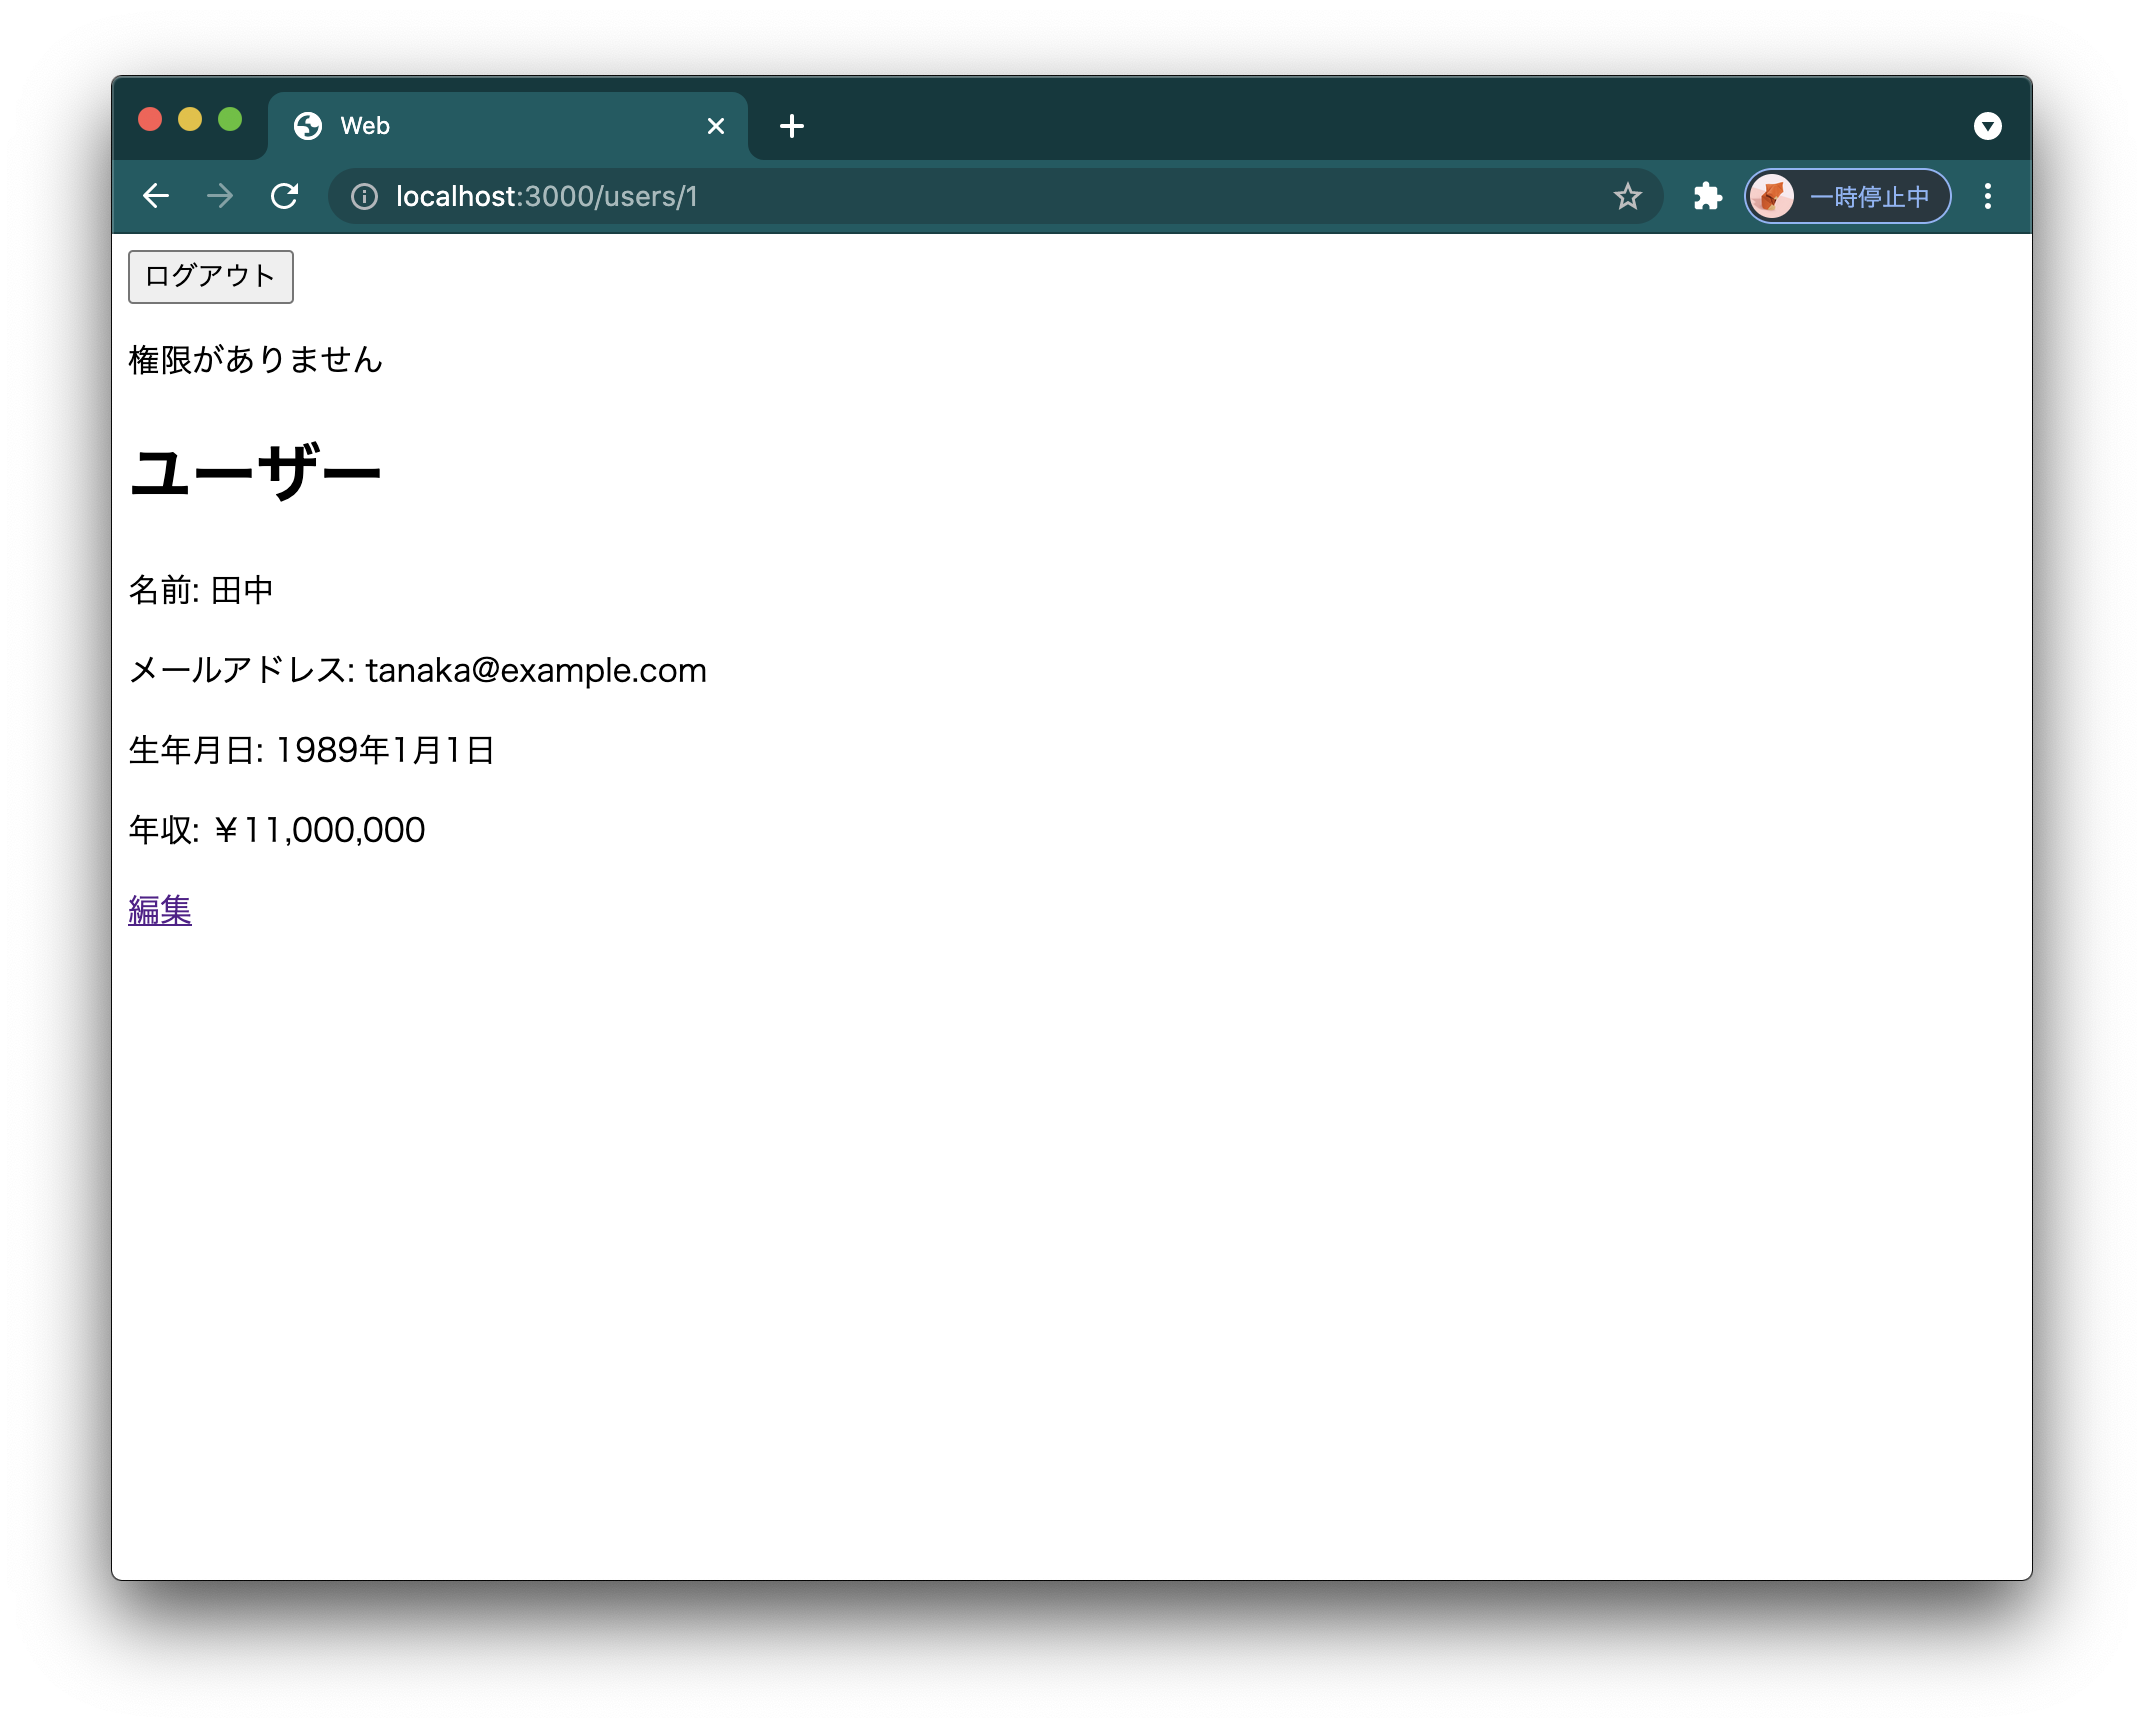 Web
localhost:3000/users/1
一時停止中
ログアウト
権限がありません
ユーザー
名前: 田中
メールアドレス: tanaka@example.com
生年月日: 1989年1月1日
年収: ￥11,000,000
編集